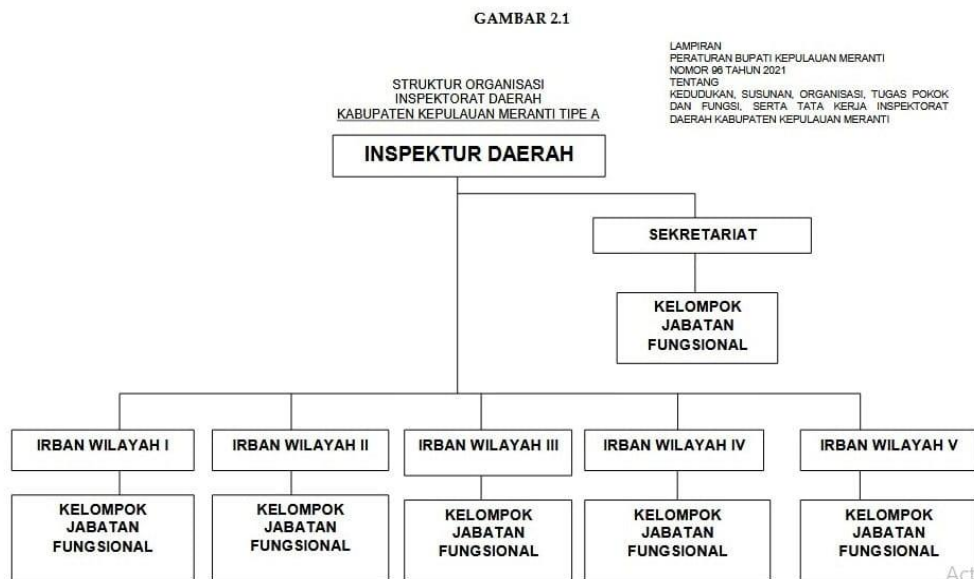 GAMBAR 2.1
LAMPIRAN
PERATURAN BUPATI KEPULAUAN MERANTI
NOMOR 96 TAHUN 2021
TENTANG
KEDUDUKAN, SUSUNAN, ORGANISASI, TUGAS POKOK
DAN FUNGSI, SERTA TATA KERJA INSPEKTORAT
DAERAH KABUPATEN KEPULAUAN MERANTI
STRUKTUR ORGANISASI
INSPEKTORAT DAERAH
KABUPATEN KEPULAUAN MERANTI TIPE A
INSPEKTUR DAERAH
SEKRETARIAT
KELOMPOK
JABATAN
FUNGSIONAL
IRBAN WILAYAH I
IRBAN WILAYAH II
IRBAN WILAYAH III
IRBAN WILAYAH IV
IRBAN WILAYAH V
KELOMPOK
JABATAN
FUNGSIONAL
KELOMPOK
JABATAN
FUNGSIONAL
KELOMPOK
JABATAN
FUNGSIONAL
KELOMPOK
JABATAN
FUNGSIONAL
KELOMPOK
JABATAN
FUNGSIONAL